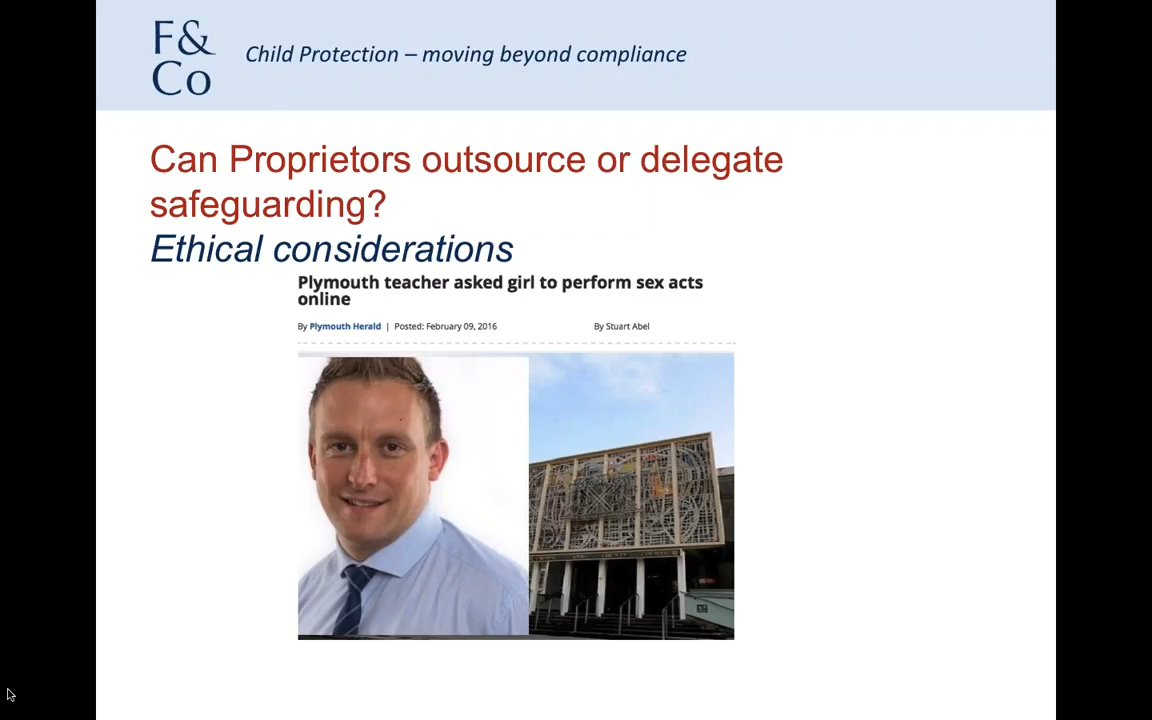 F&
Co
Child Protection – moving beyond compliance
Can Proprietors outsource or delegate
safeguarding?
Ethical considerations
Plymouth teacher asked girl to perform sex acts
online
By Plymouth Herald | Posted: February 09, 2016 By Stuart Abel